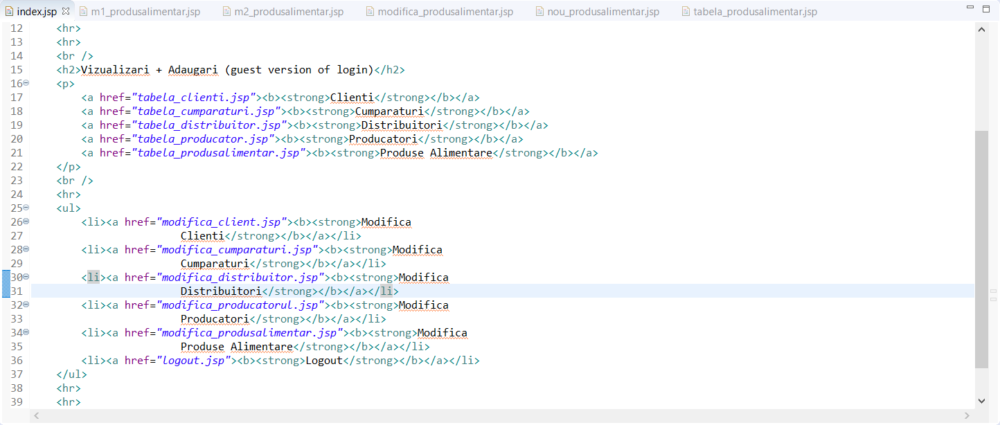 index.jsp m1_produsalimentar.jsp m2_produsalimentar.jsp modifica_produsalimentar.jsp nou_produsalimentar.jsp tabela_produsalimentar.jsp
12 <hr>
13 <hr>
14 <br />
15 <h2>Vizualizari + Adaugari (guest version of login)</h2>
16 <p>
17 <a href="tabela_clienti.jsp"><b><strong>Clienti</strong></b></a>
18 <a href="tabela_cumparaturi.jsp"><b><strong>Cumparaturi</strong></b></a>
19 <a href="tabela_distribuitor.jsp"><b><strong>Distribuitori</strong></b></a>
20 <a href="tabela_producator.jsp"><b><strong>Producatori</strong></b></a>
21 <a href="tabela_produsalimentar.jsp"><b><strong>Produse Alimentare</strong></b></a>
22 </p>
23 <br />
24 <hr>
25 <ul>
26 <li><a href="modifica_client.jsp"><b><strong>Modifica
27 Clienti</strong></b></a></li>
28 <li><a href="modifica_cumparaturi.jsp"><b><strong>Modifica
29 Cumparaturi</strong></b></a></li>
30 <li><a href="modifica_distribuitor.jsp"><b><strong>Modifica
31 Distribuitori</strong></b></a></li>
32 <li><a href="modifica_producatorul.jsp"><b><strong>Modifica
33 Producatori</strong></b></a></li>
34 <li><a href="modifica_produsalimentar.jsp"><b><strong>Modifica
35 Produse Alimentare</strong></b></a></li>
36 <li><a href="logout.jsp"><b><strong>Logout</strong></b></a></li>
37 </ul>
38 <hr>
39 <hr>